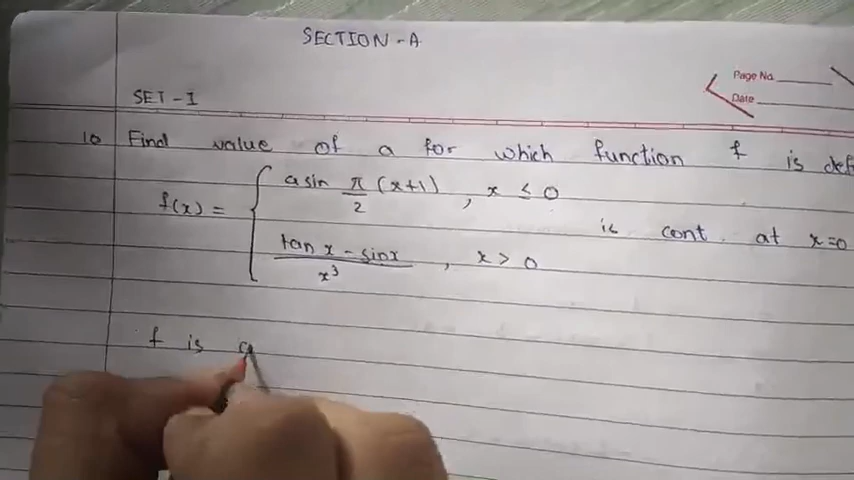 SECTION - A
Page No.
Date
SET - I
10 Find value of a for which function f is def
f(x) = { a sin π/2 (x+1) , x ≤ 0
is cont. at x=0
tan x - sin x / x³ , x > 0
f is